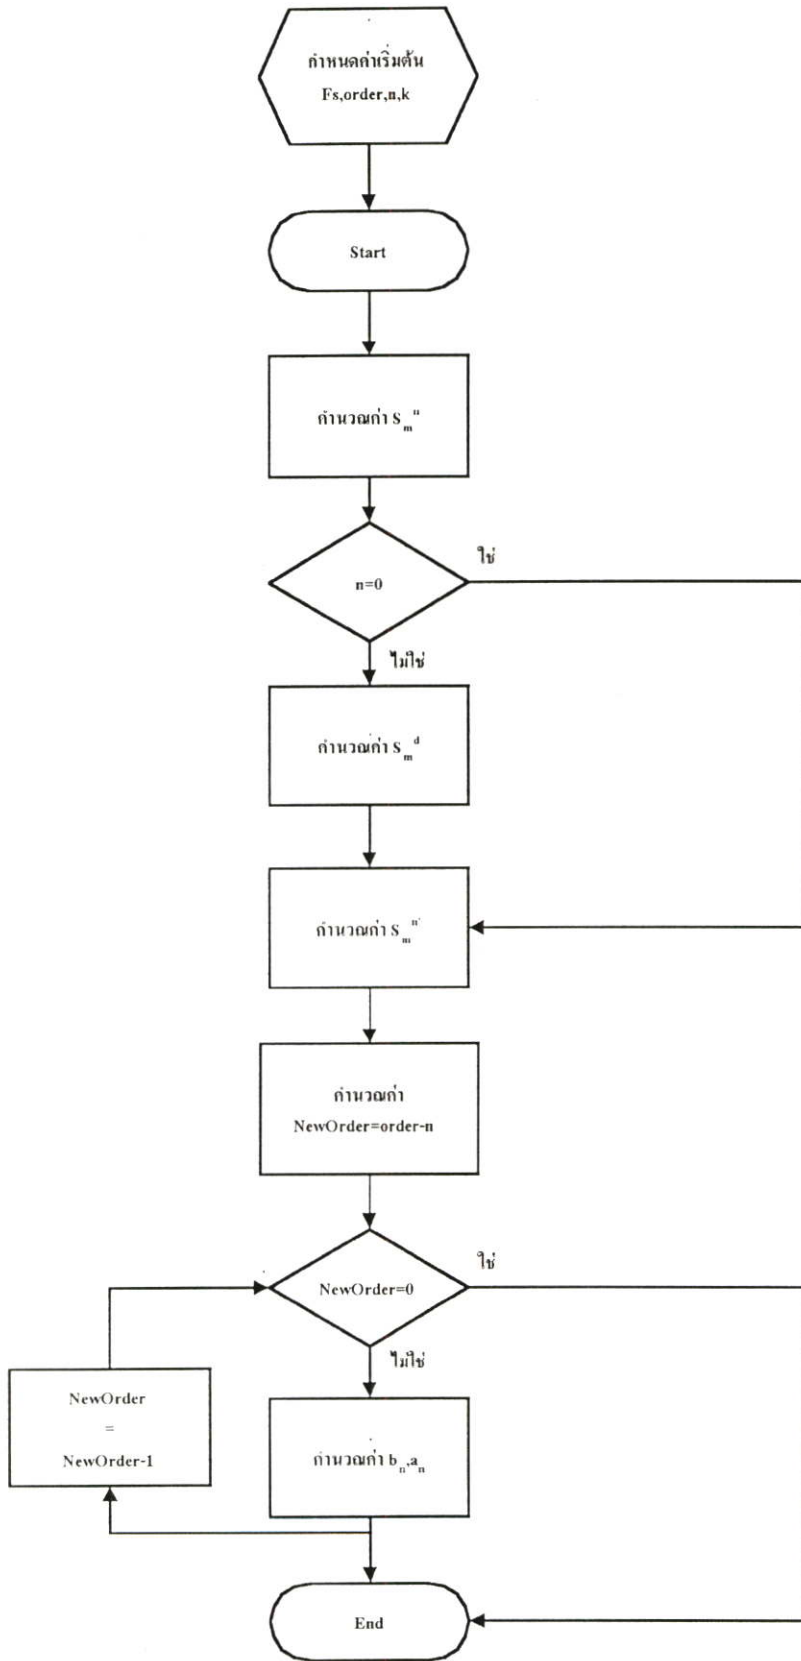 กำหนดค่าเริ่มต้น
Fs,order,n,k
Start
คำนวณค่า S_m^n
n=0
ใช่
ไม่ใช่
คำนวณค่า S_m^d
คำนวณค่า S_m^n
คำนวณค่า
NewOrder=order-n
NewOrder=0
ใช่
ไม่ใช่
NewOrder
=
NewOrder-1
คำนวณค่า b_n,a_n
End